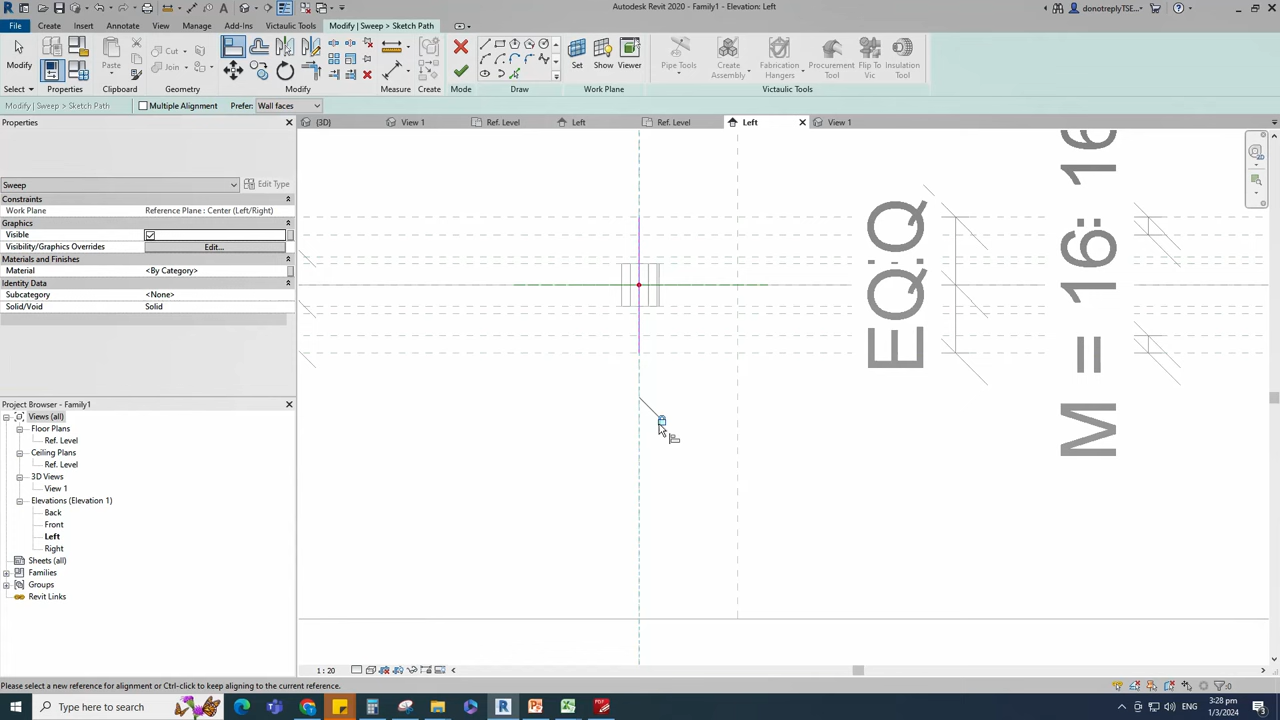 Autodesk Revit 2020 - Family1 - Elevation: Left
donotreplyTSE...
File Create Insert Annotate View Manage Add-Ins Victaulic Tools Modify | Sweep > Sketch Path
Modify
Paste
Cut
Join
Pipe Tools
Create Assembly
Fabrication Hangers
Procurement Tool
Flip To Vic
Insulation Tool
Set
Show
Viewer
Select Properties Clipboard Geometry Modify Measure Create Mode Draw Work Plane Victaulic Tools
Modify | Sweep > Sketch Path Multiple Alignment Prefer: Wall faces
Properties
{3D} View 1 Ref. Level Left Ref. Level Left View 1
Sweep Edit Type
Constraints
Work Plane Reference Plane : Center (Left/Right)
Graphics
Visible
Visibility/Graphics Overrides Edit...
Materials and Finishes
Material <By Category>
Identity Data
Subcategory <None>
Solid/Void Solid
Project Browser - Family1
Views (all)
Floor Plans
Ref. Level
Ceiling Plans
Ref. Level
3D Views
View 1
Elevations (Elevation 1)
Back
Front
Left
Right
Sheets (all)
Families
Groups
Revit Links
EQ:Q
M = 16: 16
1 : 20
Please select a new reference for alignment or Ctrl-click to keep aligning to the current reference.
:0
Type here to search
ENG
3:28 pm
1/3/2024